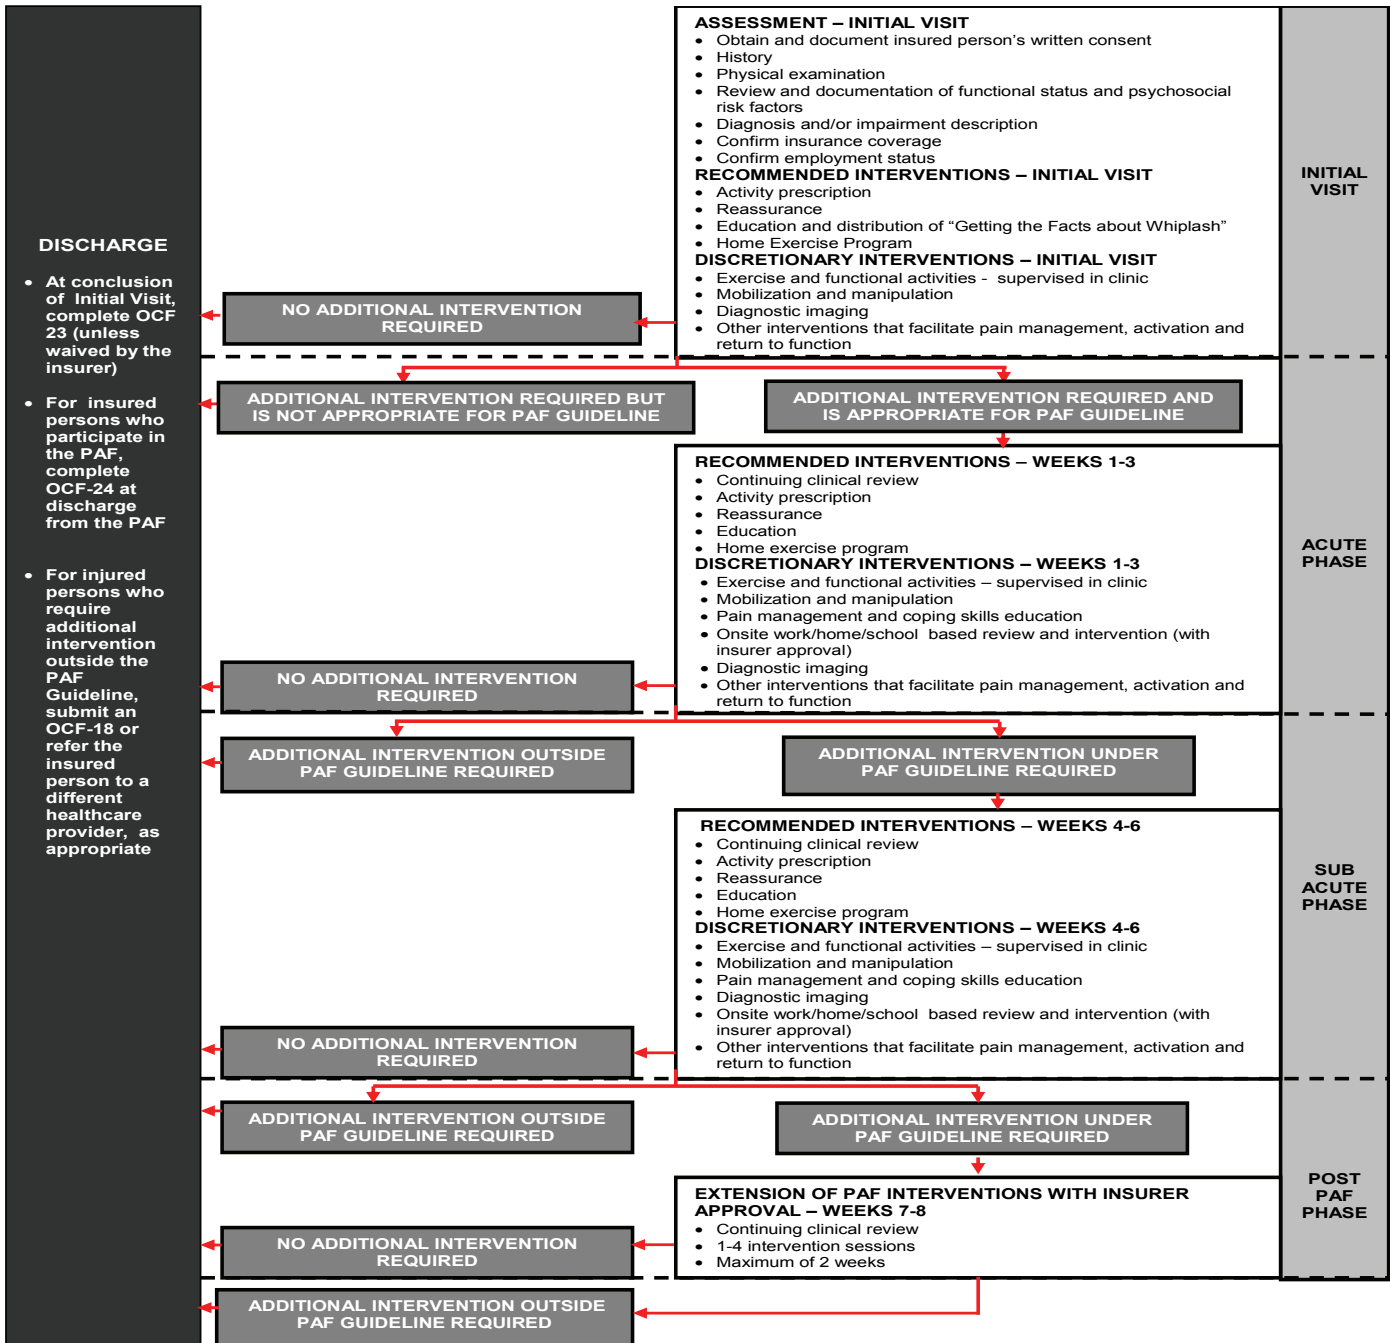 ASSESSMENT – INITIAL VISIT
• Obtain and document insured person's written consent
• History
• Physical examination
• Review and documentation of functional status and psychosocial
risk factors
• Diagnosis and/or impairment description
• Confirm insurance coverage
• Confirm employment status
RECOMMENDED INTERVENTIONS – INITIAL VISIT
• Activity prescription
• Reassurance
• Education and distribution of “Getting the Facts about Whiplash”
• Home Exercise Program
DISCRETIONARY INTERVENTIONS – INITIAL VISIT
• Exercise and functional activities - supervised in clinic
• Mobilization and manipulation
• Diagnostic imaging
• Other interventions that facilitate pain management, activation and
return to function
INITIAL
VISIT
DISCHARGE
• At conclusion
of Initial Visit,
complete OCF
23 (unless
waived by the
insurer)
• For insured
persons who
participate in
the PAF,
complete
OCF-24 at
discharge
from the PAF
• For injured
persons who
require
additional
intervention
outside the
PAF
Guideline,
submit an
OCF-18 or
refer the
insured
person to a
different
healthcare
provider, as
appropriate
NO ADDITIONAL INTERVENTION
REQUIRED
ADDITIONAL INTERVENTION REQUIRED BUT
IS NOT APPROPRIATE FOR PAF GUIDELINE
ADDITIONAL INTERVENTION REQUIRED AND
IS APPROPRIATE FOR PAF GUIDELINE
RECOMMENDED INTERVENTIONS – WEEKS 1-3
• Continuing clinical review
• Activity prescription
• Reassurance
• Education
• Home exercise program
DISCRETIONARY INTERVENTIONS – WEEKS 1-3
• Exercise and functional activities – supervised in clinic
• Mobilization and manipulation
• Pain management and coping skills education
• Onsite work/home/school based review and intervention (with
insurer approval)
• Diagnostic imaging
• Other interventions that facilitate pain management, activation and
return to function
ACUTE
PHASE
NO ADDITIONAL INTERVENTION
REQUIRED
ADDITIONAL INTERVENTION OUTSIDE
PAF GUIDELINE REQUIRED
ADDITIONAL INTERVENTION UNDER
PAF GUIDELINE REQUIRED
RECOMMENDED INTERVENTIONS – WEEKS 4-6
• Continuing clinical review
• Activity prescription
• Reassurance
• Education
• Home exercise program
DISCRETIONARY INTERVENTIONS – WEEKS 4-6
• Exercise and functional activities – supervised in clinic
• Mobilization and manipulation
• Pain management and coping skills education
• Diagnostic imaging
• Onsite work/home/school based review and intervention (with
insurer approval)
• Other interventions that facilitate pain management, activation and
return to function
SUB
ACUTE
PHASE
NO ADDITIONAL INTERVENTION
REQUIRED
ADDITIONAL INTERVENTION OUTSIDE
PAF GUIDELINE REQUIRED
ADDITIONAL INTERVENTION UNDER
PAF GUIDELINE REQUIRED
EXTENSION OF PAF INTERVENTIONS WITH INSURER
APPROVAL – WEEKS 7-8
• Continuing clinical review
• 1-4 intervention sessions
• Maximum of 2 weeks
POST
PAF
PHASE
NO ADDITIONAL INTERVENTION
REQUIRED
ADDITIONAL INTERVENTION OUTSIDE
PAF GUIDELINE REQUIRED